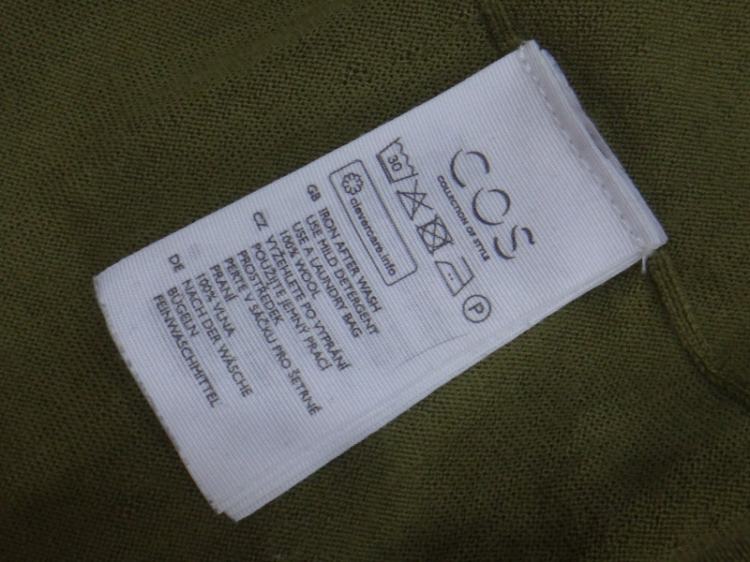 COS
COLLECTION OF STYLE
30
P
clevercare.info
GB IRON AFTER WASH
USE MILD DETERGENT
USE A LAUNDRY BAG
100% WOOL
CZ VYŽEHLETE PO VYPRÁNÍ
POUŽIJTE JEMNÝ PRACÍ
PROSTŘEDEK
PERTE V SÁČKU PRO ŠETRNÉ
PRANÍ
100% VLNA
DE NACH DER WÄSCHE
BÜGELN
FEINWASCHMITTEL